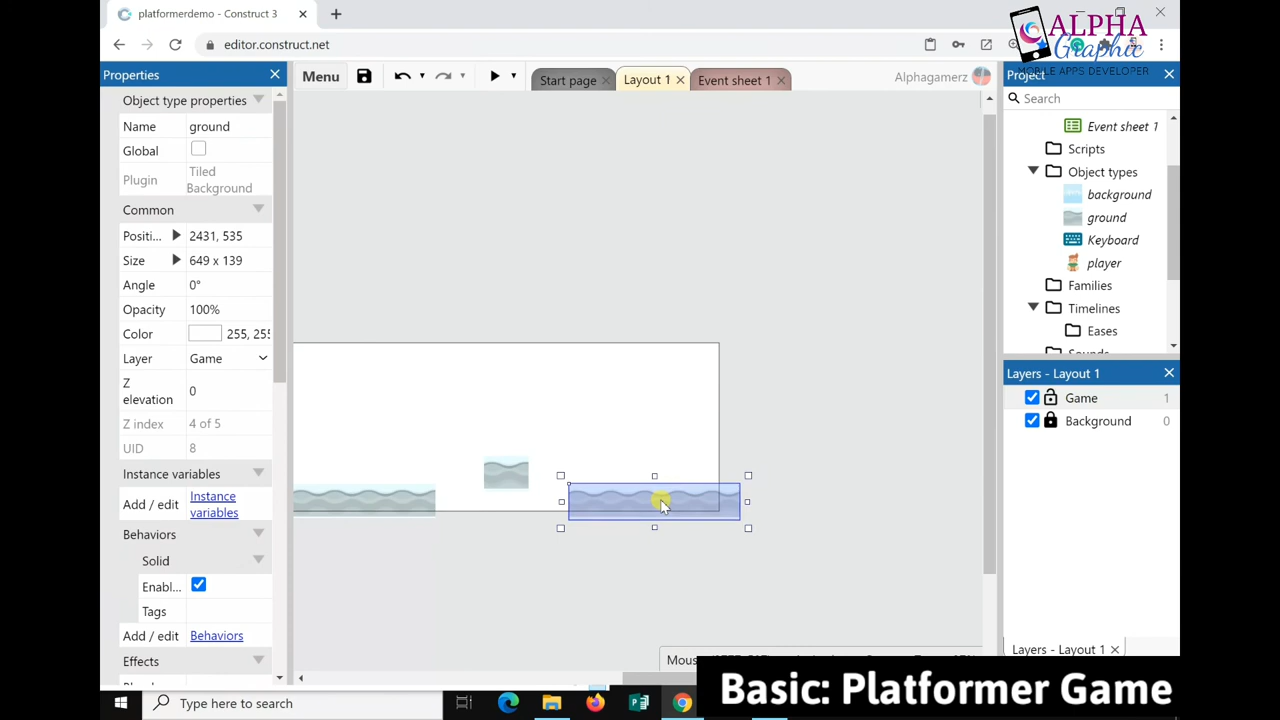 platformerdemo - Construct 3
editor.construct.net
ALPHA
Graphic
MOBILE APPS DEVELOPER
Properties
Menu
Start page
Layout 1
Event sheet 1
Alphagamerz
Project
Search
Object type properties
Name ground
Global
Plugin Tiled Background
Common
Positi... 2431, 535
Size 649 x 139
Angle 0°
Opacity 100%
Color 255, 255
Layer Game
Z elevation 0
Z index 4 of 5
UID 8
Instance variables
Add / edit Instance variables
Behaviors
Solid
Enabl...
Tags
Add / edit Behaviors
Effects
Event sheet 1
Scripts
Object types
background
ground
Keyboard
player
Families
Timelines
Eases
Layers - Layout 1
Game 1
Background 0
Layers - Layout 1
Type here to search
Basic: Platformer Game